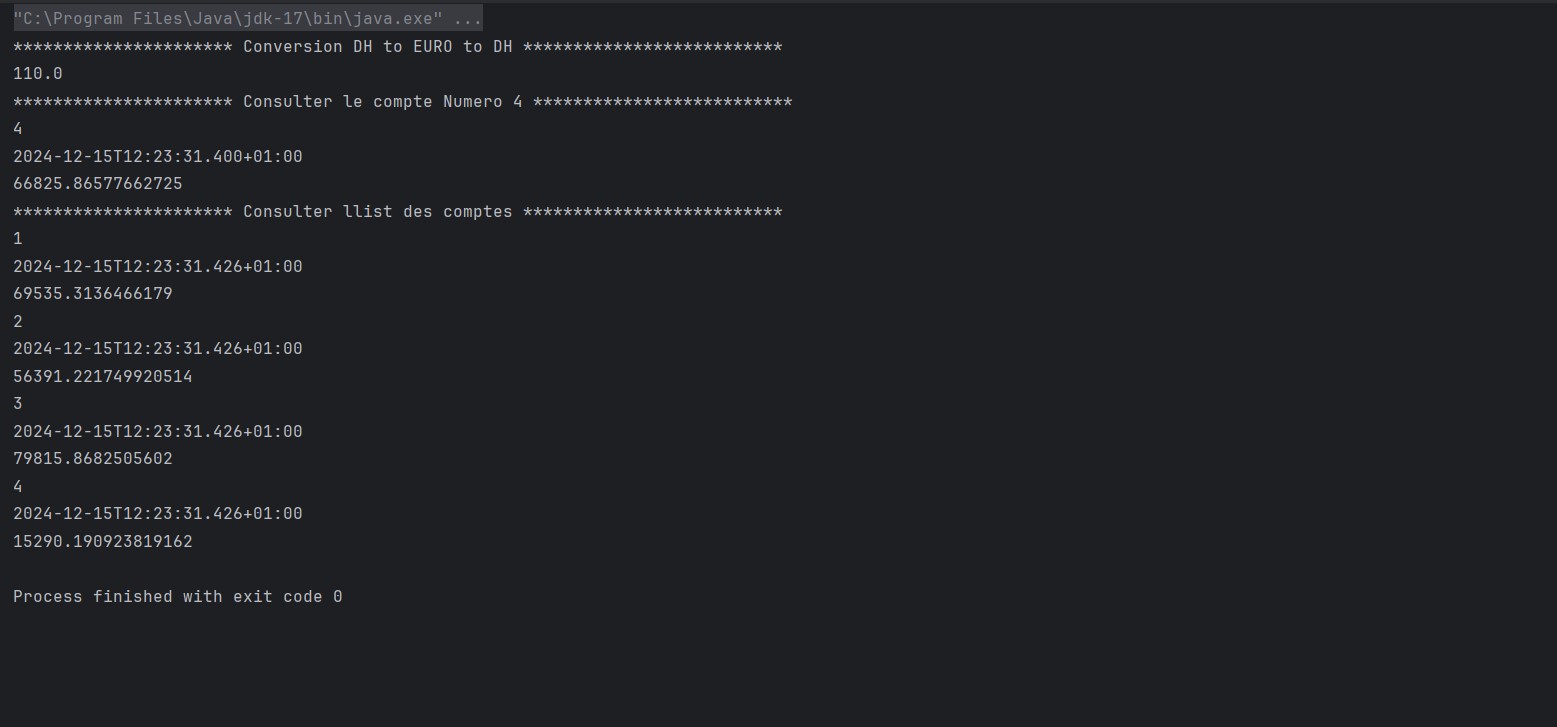 "C:\Program Files\Java\jdk-17\bin\java.exe" ...
********************** Conversion DH to EURO to DH **************************
110.0
********************** Consulter le compte Numero 4 **************************
4
2024-12-15T12:23:31.400+01:00
66825.86577662725
********************** Consulter llist des comptes **************************
1
2024-12-15T12:23:31.426+01:00
69535.3136466179
2
2024-12-15T12:23:31.426+01:00
56391.221749920514
3
2024-12-15T12:23:31.426+01:00
79815.8682505602
4
2024-12-15T12:23:31.426+01:00
15290.190923819162
Process finished with exit code 0